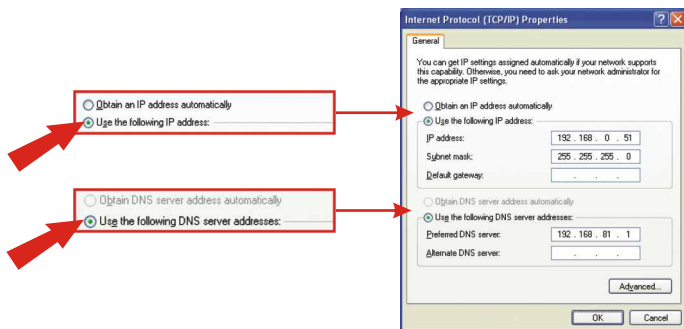 Obtain an IP address automatically
Use the following IP address:
Obtain DNS server address automatically
Use the following DNS server addresses:
Internet Protocol (TCP/IP) Properties
General
You can get IP settings assigned automatically if your network supports
this capability. Otherwise, you need to ask your network administrator for
the appropriate IP settings.
Obtain an IP address automatically
Use the following IP address:
IP address: 192 . 168 . 0 . 51
Subnet mask: 255 . 255 . 255 . 0
Default gateway: . . .
Obtain DNS server address automatically
Use the following DNS server addresses:
Preferred DNS server: 192 . 168 . 81 . 1
Alternate DNS server: . . .
Advanced...
OK Cancel